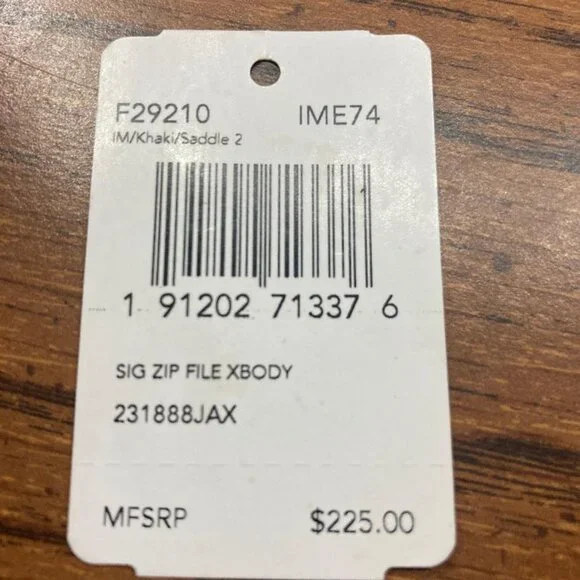 F29210 IME74
IM/Khaki/Saddle 2
1 91202 71337 6
SIG ZIP FILE XBODY
231888JAX
MFSRP $225.00